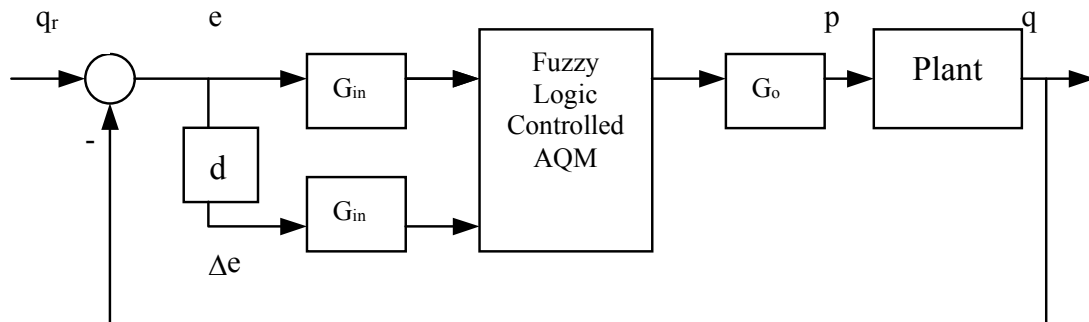 qr e p q
Gin
Fuzzy
Logic
Controlled
AQM
Go
Plant
-
d
Gin
Δe